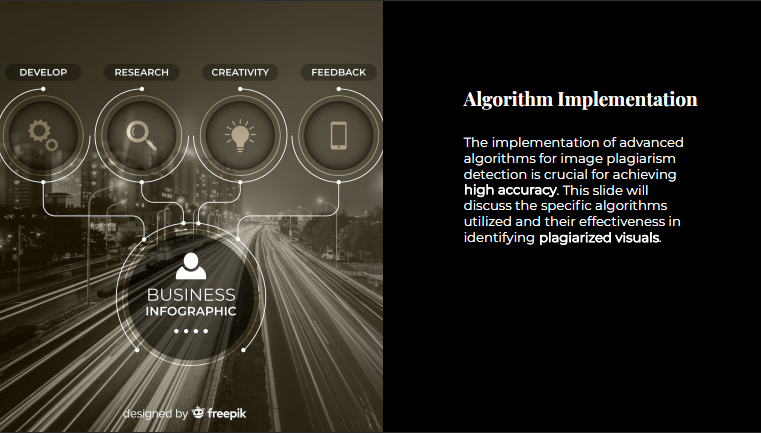 DEVELOP
RESEARCH
CREATIVITY
FEEDBACK
BUSINESS
INFOGRAPHIC
designed by freepik
Algorithm Implementation
The implementation of advanced
algorithms for image plagiarism
detection is crucial for achieving
high accuracy. This slide will
discuss the specific algorithms
utilized and their effectiveness in
identifying plagiarized visuals.